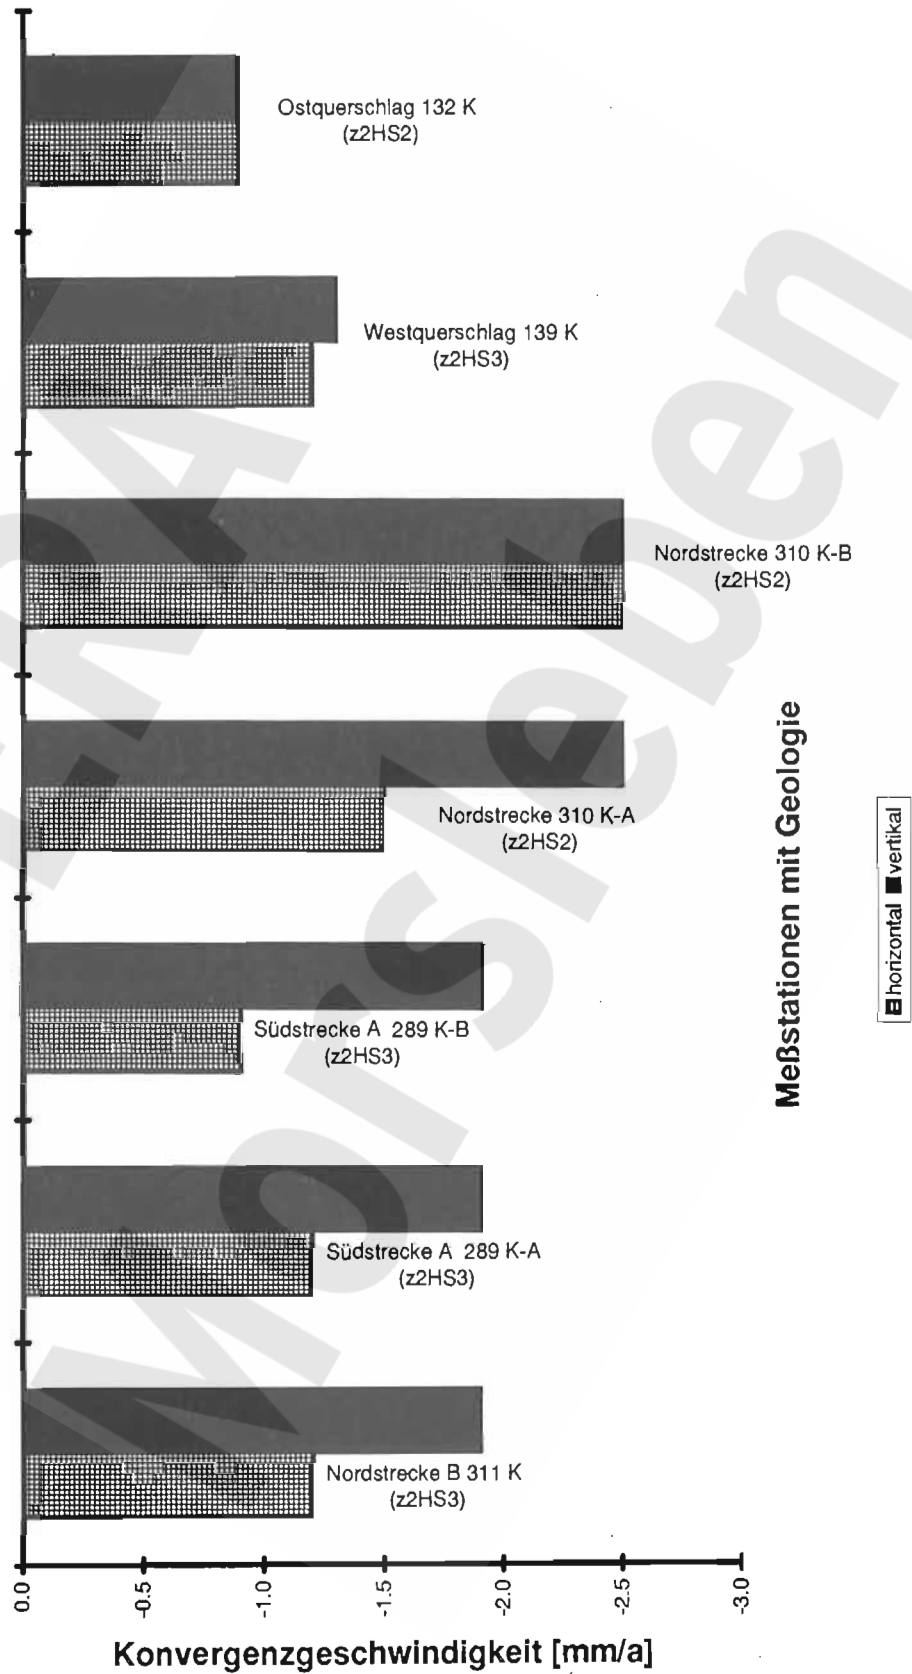 Ostquerschlag 132 K
(z2HS2)
Westquerschlag 139 K
(z2HS3)
Nordstrecke 310 K-B
(z2HS2)
Nordstrecke 310 K-A
(z2HS2)
Südstrecke A 289 K-B
(z2HS3)
Südstrecke A 289 K-A
(z2HS3)
Nordstrecke B 311 K
(z2HS3)
Meßstationen mit Geologie
horizontal vertikal
0.0 -0.5 -1.0 -1.5 -2.0 -2.5 -3.0
Konvergenzgeschwindigkeit [mm/a]
ERA
Morsleben